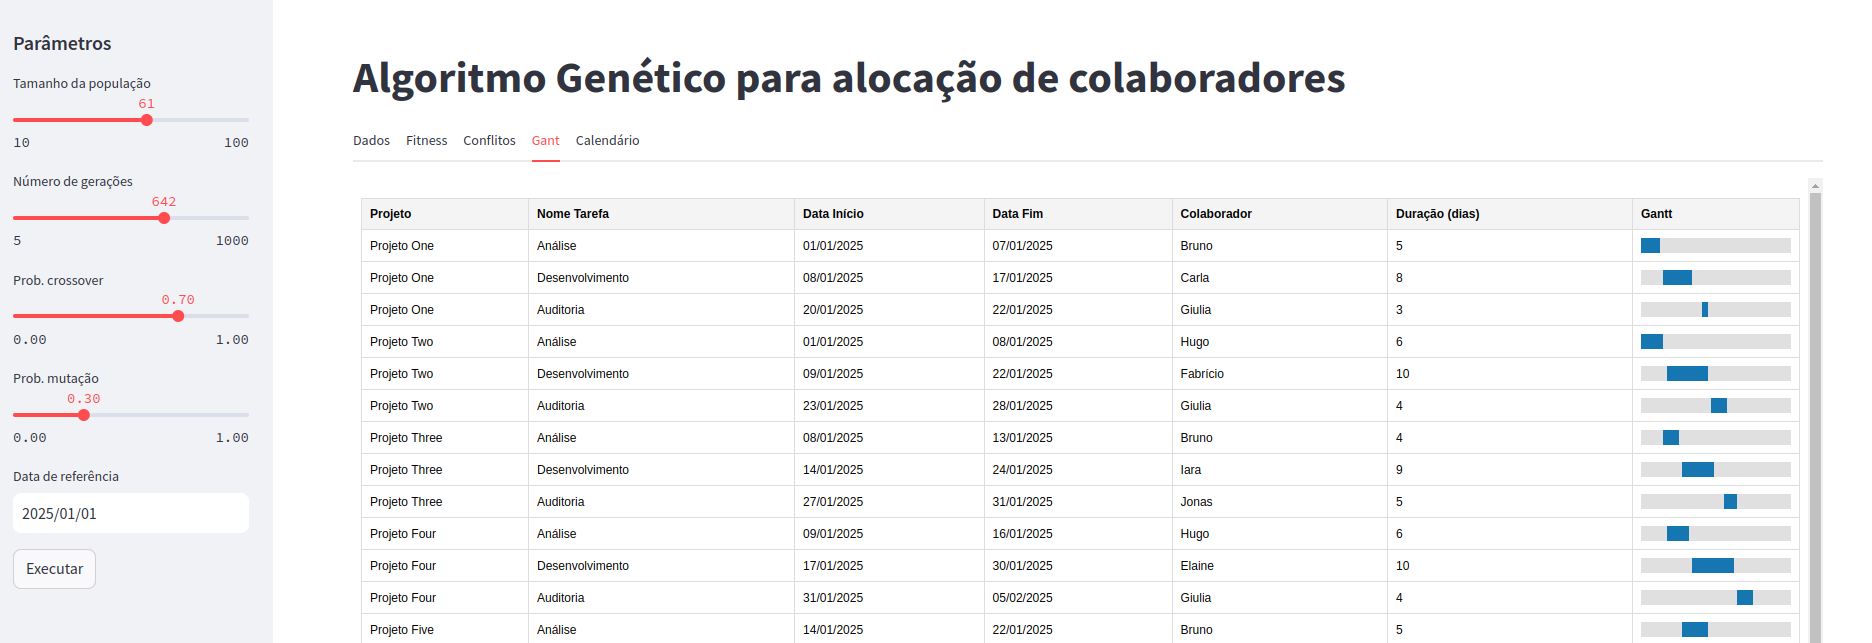 Parâmetros
Tamanho da população
61
10 100
Número de gerações
642
5 1000
Prob. crossover
0.70
0.00 1.00
Prob. mutação
0.30
0.00 1.00
Data de referência
2025/01/01
Executar
Algoritmo Genético para alocação de colaboradores
Dados Fitness Conflitos Gant Calendário
Projeto Nome Tarefa Data Início Data Fim Colaborador Duração (dias) Gantt
Projeto One Análise 01/01/2025 07/01/2025 Bruno 5
Projeto One Desenvolvimento 08/01/2025 17/01/2025 Carla 8
Projeto One Auditoria 20/01/2025 22/01/2025 Giulia 3
Projeto Two Análise 01/01/2025 08/01/2025 Hugo 6
Projeto Two Desenvolvimento 09/01/2025 22/01/2025 Fabrício 10
Projeto Two Auditoria 23/01/2025 28/01/2025 Giulia 4
Projeto Three Análise 08/01/2025 13/01/2025 Bruno 4
Projeto Three Desenvolvimento 14/01/2025 24/01/2025 Iara 9
Projeto Three Auditoria 27/01/2025 31/01/2025 Jonas 5
Projeto Four Análise 09/01/2025 16/01/2025 Hugo 6
Projeto Four Desenvolvimento 17/01/2025 30/01/2025 Elaine 10
Projeto Four Auditoria 31/01/2025 05/02/2025 Giulia 4
Projeto Five Análise 14/01/2025 22/01/2025 Bruno 5